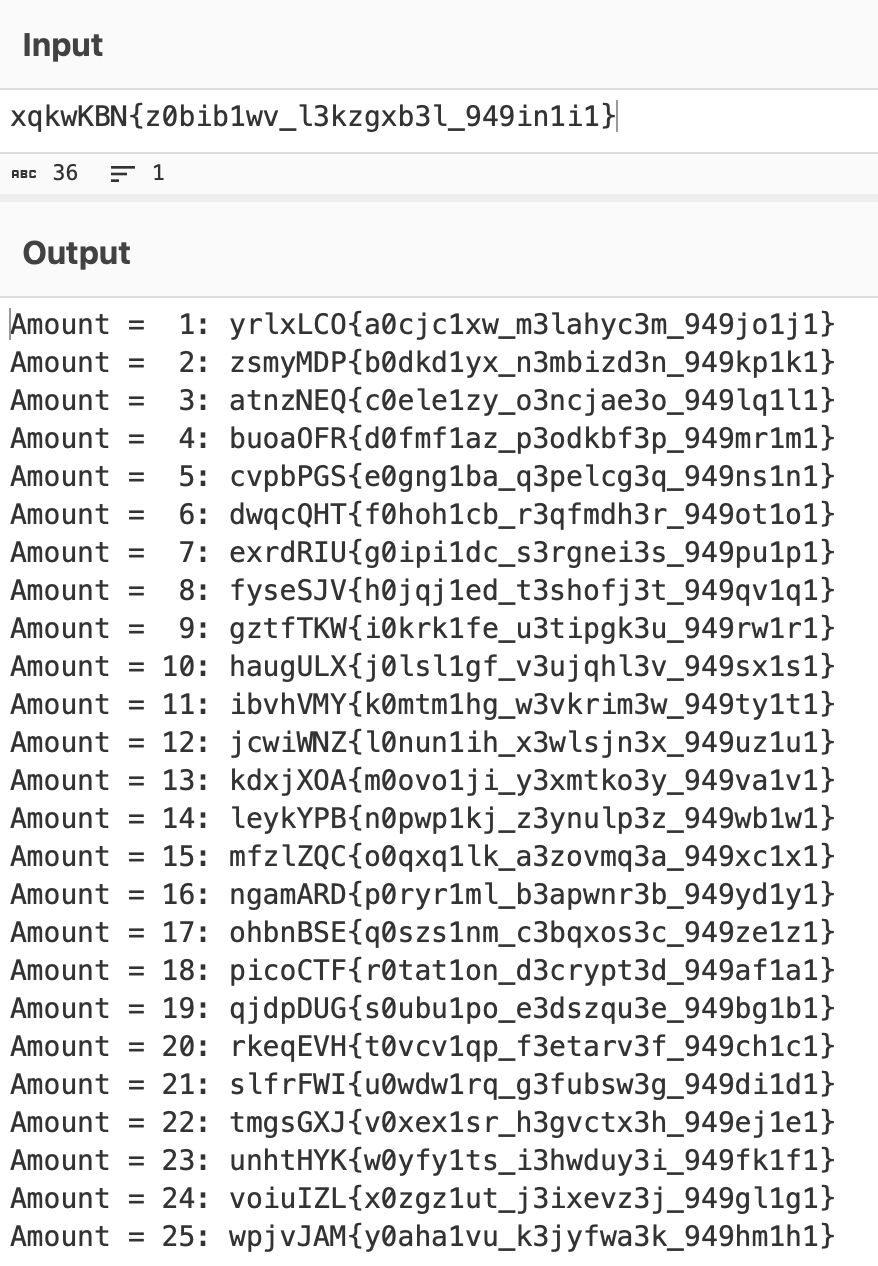 Input
xqkwKBN{z0bib1wv_l3kzgxb3l_949in1i1}
ABC 36 1
Output
Amount =  1: yrlxLCO{a0cjc1xw_m3lahyc3m_949jo1j1}
Amount =  2: zsmyMDP{b0dkd1yx_n3mbizd3n_949kp1k1}
Amount =  3: atnzNEQ{c0ele1zy_o3ncjae3o_949lq1l1}
Amount =  4: buoaOFR{d0fmf1az_p3odkbf3p_949mr1m1}
Amount =  5: cvpbPGS{e0gng1ba_q3pelcg3q_949ns1n1}
Amount =  6: dwqcQHT{f0hoh1cb_r3qfmdh3r_949ot1o1}
Amount =  7: exrdRIU{g0ipi1dc_s3rgnei3s_949pu1p1}
Amount =  8: fyseSJV{h0jqj1ed_t3shofj3t_949qv1q1}
Amount =  9: gztfTKW{i0krk1fe_u3tipgk3u_949rw1r1}
Amount = 10: haugULX{j0lsl1gf_v3ujqhl3v_949sx1s1}
Amount = 11: ibvhVMY{k0mtm1hg_w3vkrim3w_949ty1t1}
Amount = 12: jcwiWNZ{l0nun1ih_x3wlsjn3x_949uz1u1}
Amount = 13: kdxjXOA{m0ovo1ji_y3xmtko3y_949va1v1}
Amount = 14: leykYPB{n0pwp1kj_z3ynulp3z_949wb1w1}
Amount = 15: mfzlZQC{o0qxq1lk_a3zovmq3a_949xc1x1}
Amount = 16: ngamARD{p0ryr1ml_b3apwnr3b_949yd1y1}
Amount = 17: ohbnBSE{q0szs1nm_c3bqxos3c_949ze1z1}
Amount = 18: picoCTF{r0tat1on_d3crypt3d_949af1a1}
Amount = 19: qjdpDUG{s0ubu1po_e3dszqu3e_949bg1b1}
Amount = 20: rkeqEVH{t0vcv1qp_f3etarv3f_949ch1c1}
Amount = 21: slfrFWI{u0wdw1rq_g3fubsw3g_949di1d1}
Amount = 22: tmgsGXJ{v0xex1sr_h3gvctx3h_949ej1e1}
Amount = 23: unhtHYK{w0yfy1ts_i3hwduy3i_949fk1f1}
Amount = 24: voiuIZL{x0zgz1ut_j3ixevz3j_949gl1g1}
Amount = 25: wpjvJAM{y0aha1vu_k3jyfwa3k_949hm1h1}